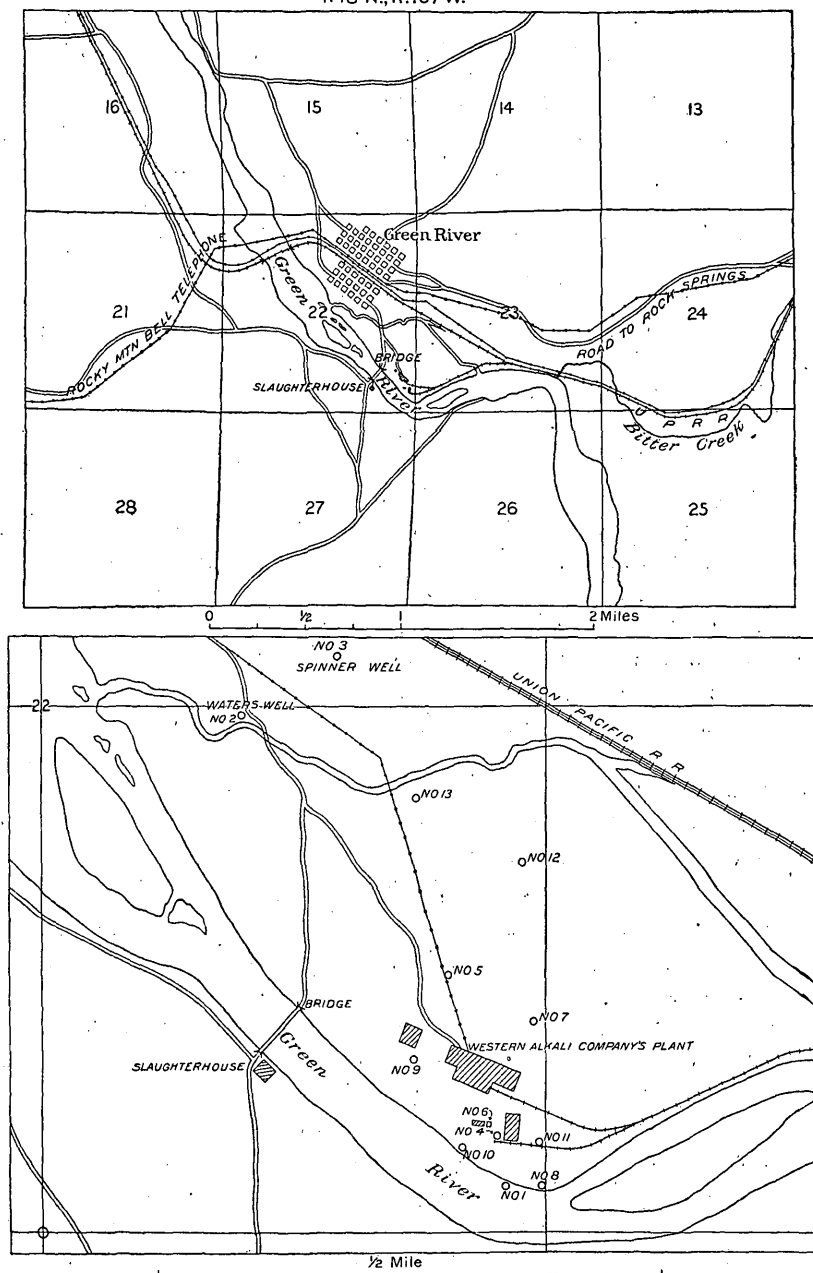 16
15
14
13
Green River
21
ROCKY MTN BELL TELEPHONE
Green
22
23
ROAD TO ROCK SPRINGS
24
BRIDGE
SLAUGHTERHOUSE
River
U P R R
Bitter Creek
28
27
26
25
0 ½ 1 2 Miles
NO 3
SPINNER WELL
UNION PACIFIC R R
22
WATERS WELL
NO 2
NO 13
NO 12
NO 5
BRIDGE
NO 7
Green
WESTERN ALKALI COMPANY'S PLANT
SLAUGHTERHOUSE
NO 9
NO 6
NO 4
NO 11
NO 10
River
NO 1
NO 8
½ Mile